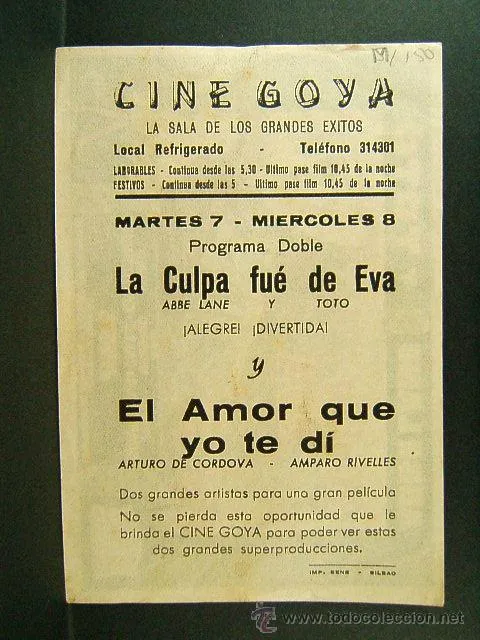 M/180
CINE GOYA
LA SALA DE LOS GRANDES EXITOS
Local Refrigerado - Teléfono 314301
LABORABLES - Continua desde las 5,30 - Ultimo pase film 10,45 de la noche
FESTIVOS - Continua desde las 5 - Ultimo pase film 10,45 de la noche
MARTES 7 - MIERCOLES 8
Programa Doble
La Culpa fué de Eva
ABBE LANE Y TOTO
¡ALEGRE! ¡DIVERTIDA!
y
El Amor que
yo te dí
ARTURO DE CORDOVA - AMPARO RIVELLES
Dos grandes artistas para una gran película
No se pierda esta oportunidad que le
brinda el CINE GOYA para poder ver estas
dos grandes superproducciones.
IMP. SENE - BILBAO
todocoleccion
www.todocoleccion.net